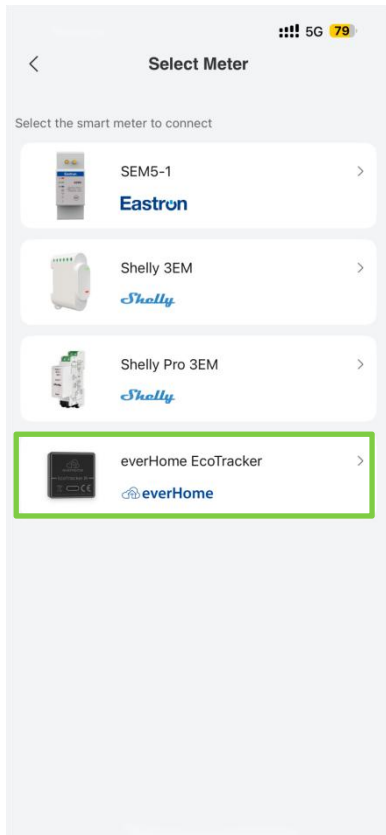 5G 79
Select Meter
Select the smart meter to connect
SEM5-1
Eastron
Shelly 3EM
Shelly
Shelly Pro 3EM
Shelly
everHome EcoTracker
everHome